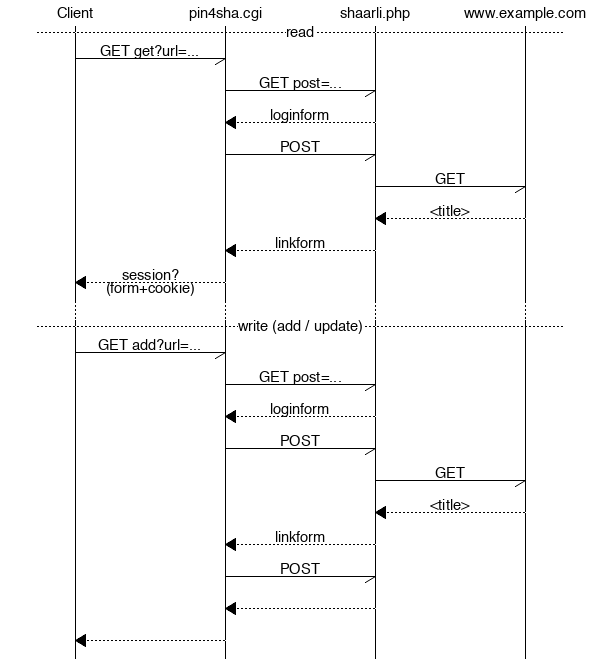 Client pin4sha.cgi shaarli.php www.example.com
read
GET get?url=...
GET post=...
loginform
POST
GET
<title>
linkform
session?
(form+cookie)
write (add / update)
GET add?url=...
GET post=...
loginform
POST
GET
<title>
linkform
POST